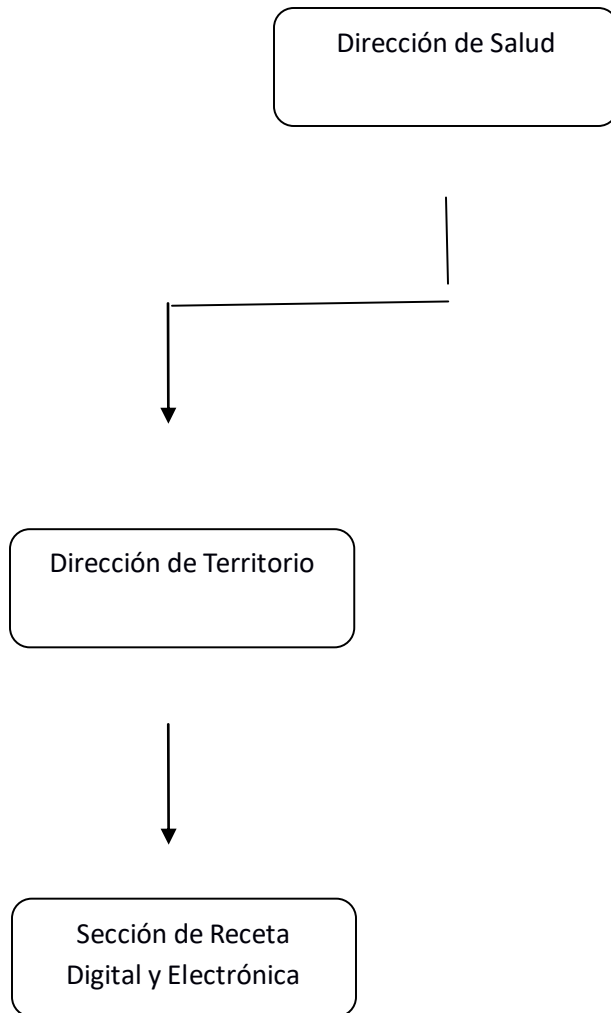 Dirección de Salud
Dirección de Territorio
Sección de Receta
Digital y Electrónica